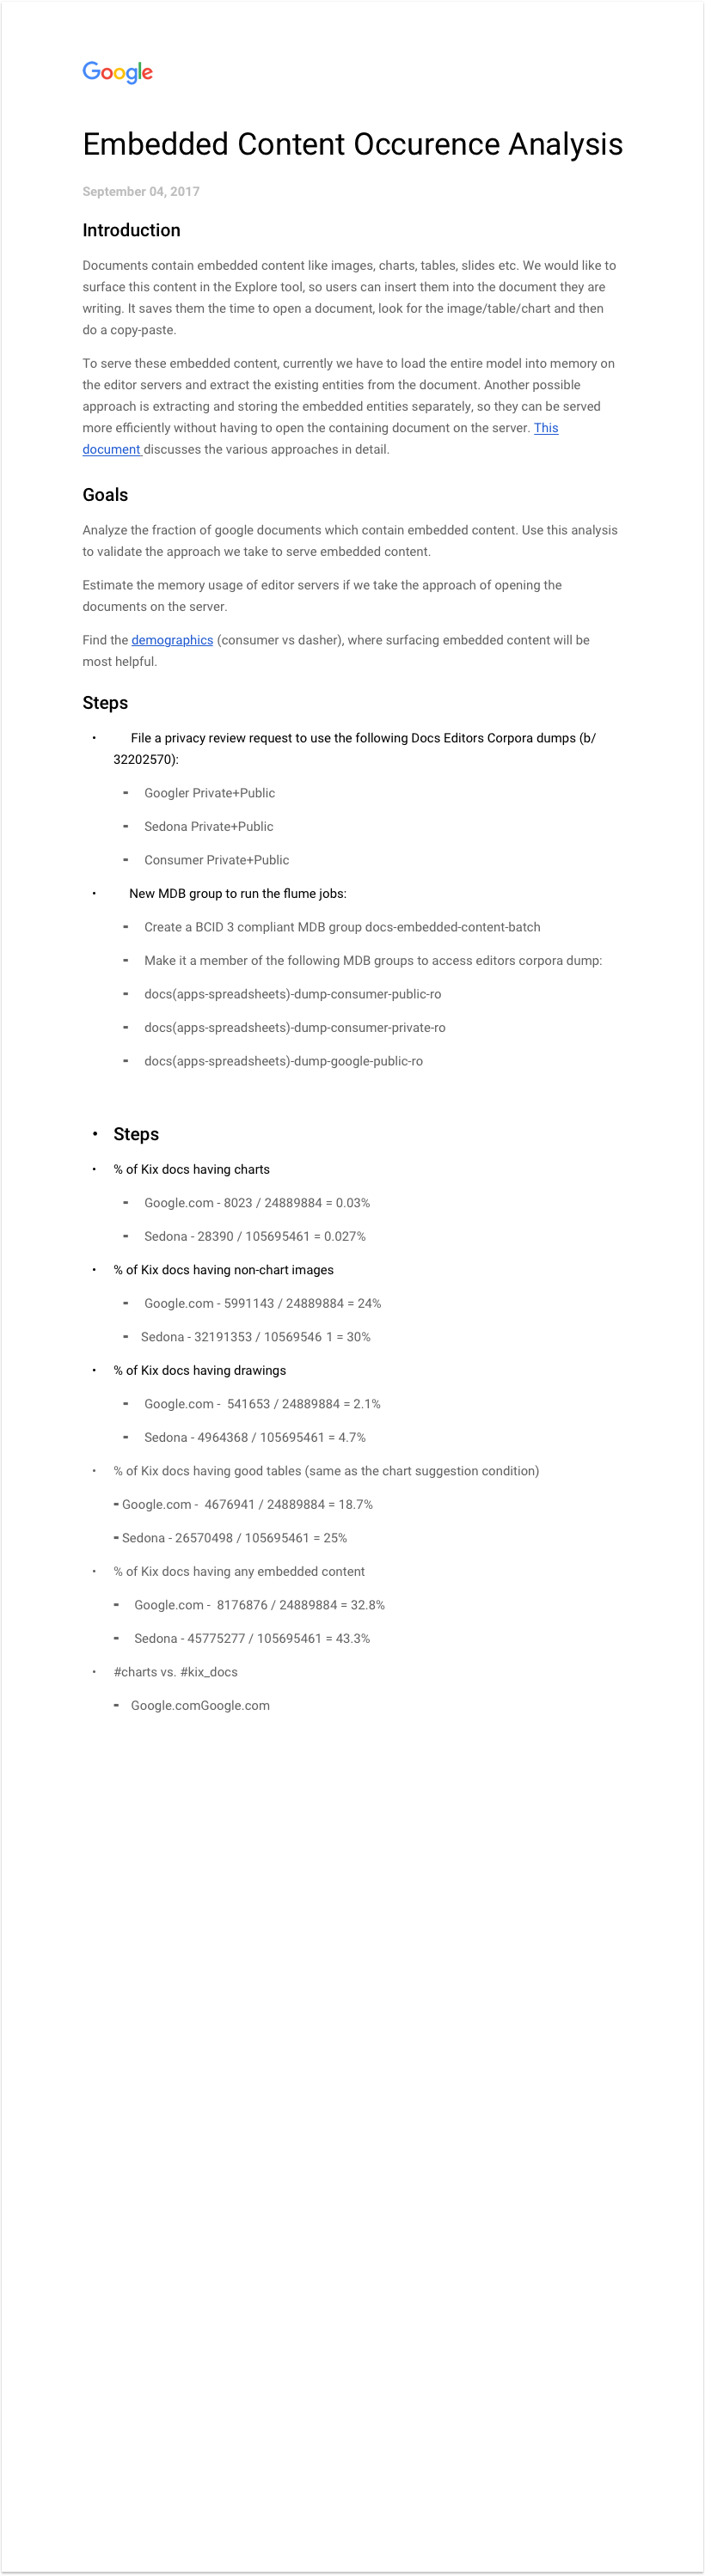 Google
Embedded Content Occurence Analysis
September 04, 2017
Introduction
Documents contain embedded content like images, charts, tables, slides etc. We would like to
surface this content in the Explore tool, so users can insert them into the document they are
writing. It saves them the time to open a document, look for the image/table/chart and then
do a copy-paste.
To serve these embedded content, currently we have to load the entire model into memory on
the editor servers and extract the existing entities from the document. Another possible
approach is extracting and storing the embedded entities separately, so they can be served
more efficiently without having to open the containing document on the server. This
document discusses the various approaches in detail.
Goals
Analyze the fraction of google documents which contain embedded content. Use this analysis
to validate the approach we take to serve embedded content.
Estimate the memory usage of editor servers if we take the approach of opening the
documents on the server.
Find the demographics (consumer vs dasher), where surfacing embedded content will be
most helpful.
Steps
• File a privacy review request to use the following Docs Editors Corpora dumps (b/
32202570):
- Googler Private+Public
- Sedona Private+Public
- Consumer Private+Public
• New MDB group to run the flume jobs:
- Create a BCID 3 compliant MDB group docs-embedded-content-batch
- Make it a member of the following MDB groups to access editors corpora dump:
- docs(apps-spreadsheets)-dump-consumer-public-ro
- docs(apps-spreadsheets)-dump-consumer-private-ro
- docs(apps-spreadsheets)-dump-google-public-ro
• Steps
• % of Kix docs having charts
- Google.com - 8023 / 24889884 = 0.03%
- Sedona - 28390 / 105695461 = 0.027%
• % of Kix docs having non-chart images
- Google.com - 5991143 / 24889884 = 24%
- Sedona - 32191353 / 10569546 1 = 30%
• % of Kix docs having drawings
- Google.com - 541653 / 24889884 = 2.1%
- Sedona - 4964368 / 105695461 = 4.7%
• % of Kix docs having good tables (same as the chart suggestion condition)
- Google.com - 4676941 / 24889884 = 18.7%
- Sedona - 26570498 / 105695461 = 25%
• % of Kix docs having any embedded content
- Google.com - 8176876 / 24889884 = 32.8%
- Sedona - 45775277 / 105695461 = 43.3%
• #charts vs. #kix_docs
- Google.comGoogle.com